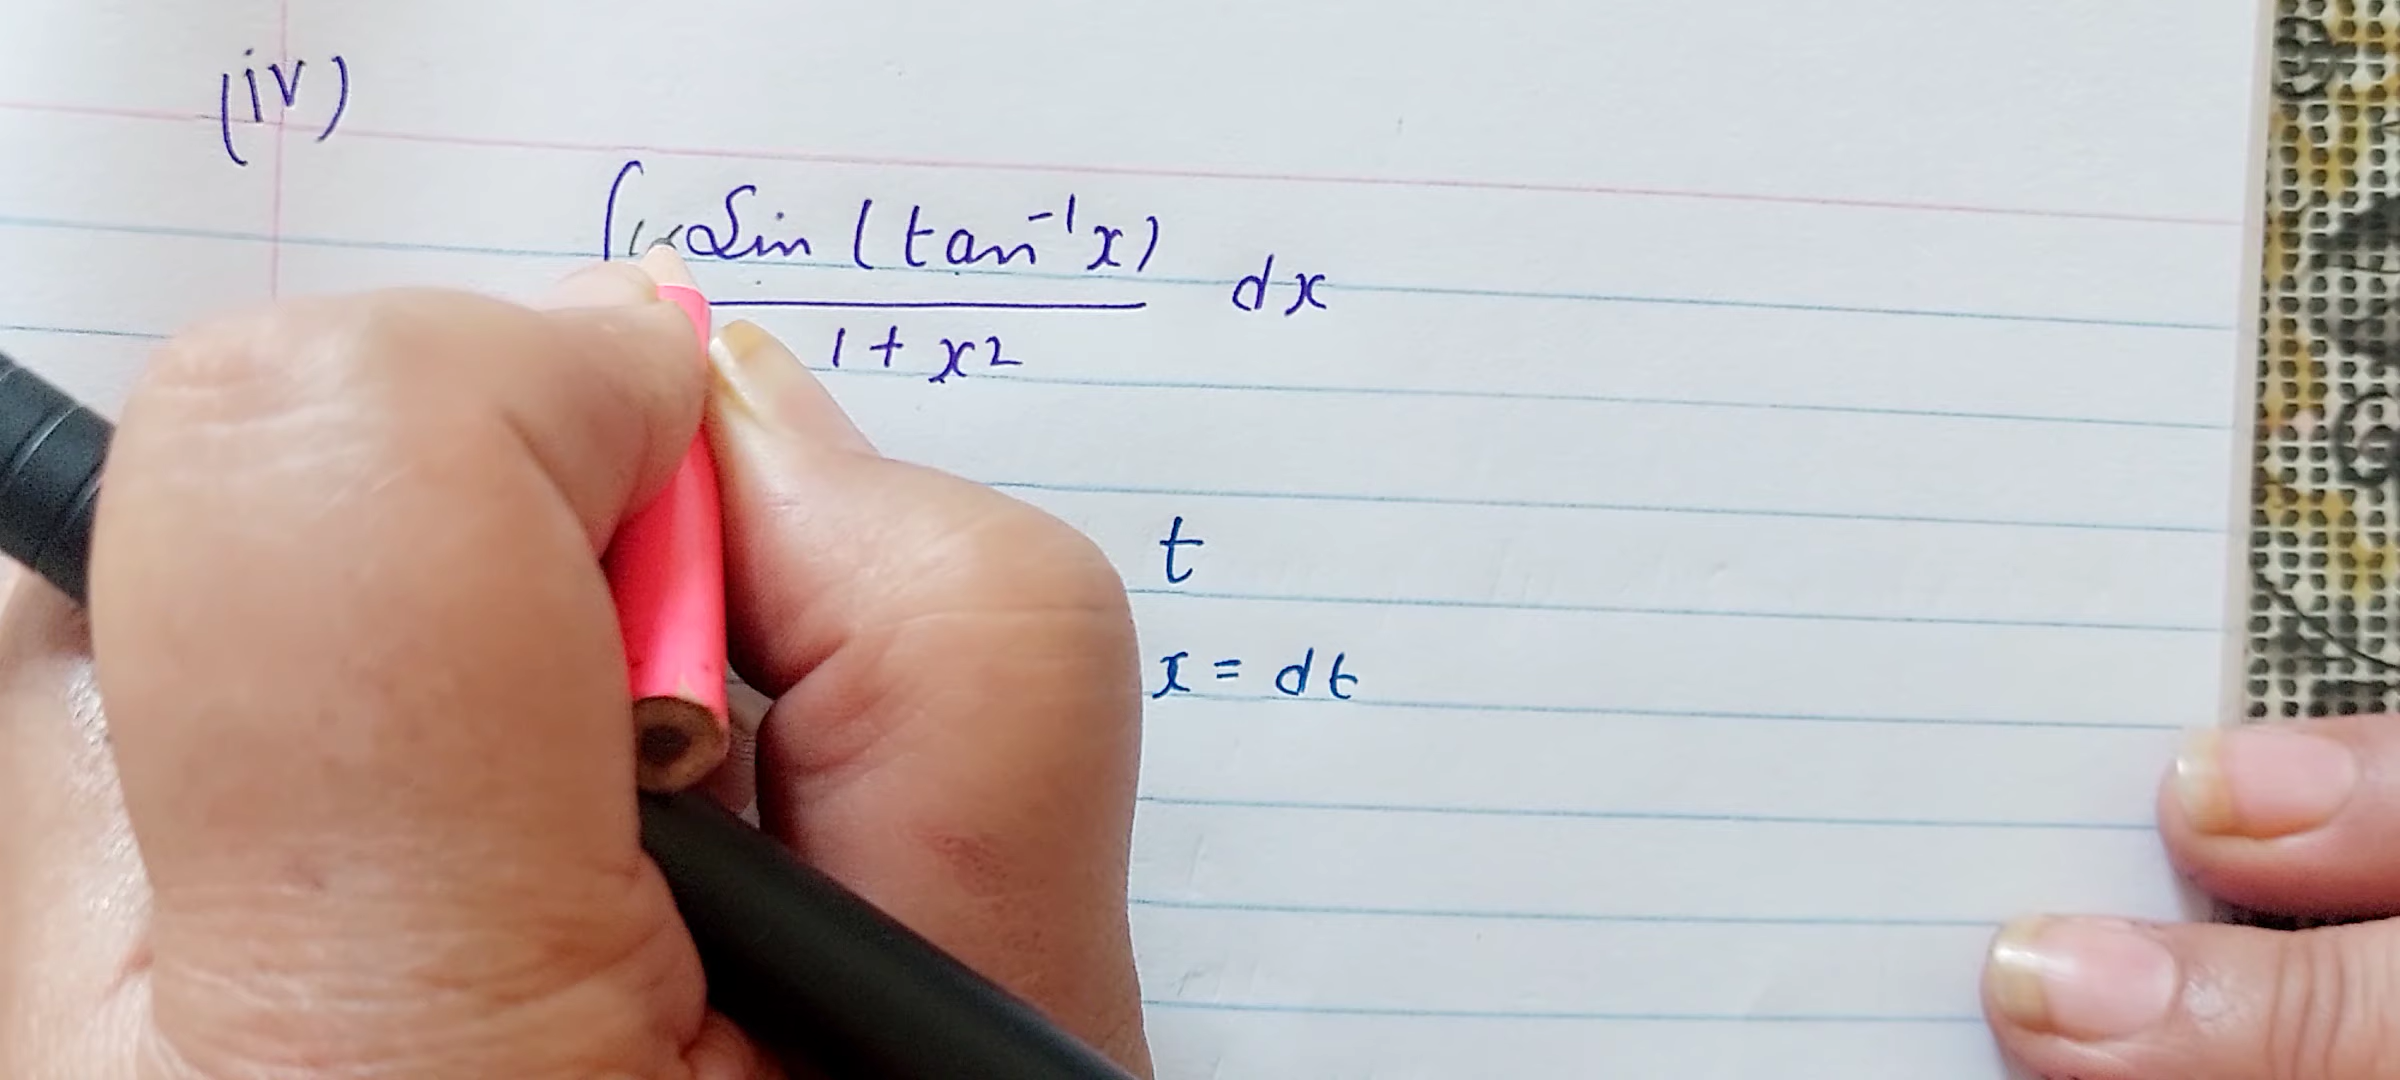 (iv)
∫ Sin (tan⁻¹x) dx
1 + x2
t
x = dt